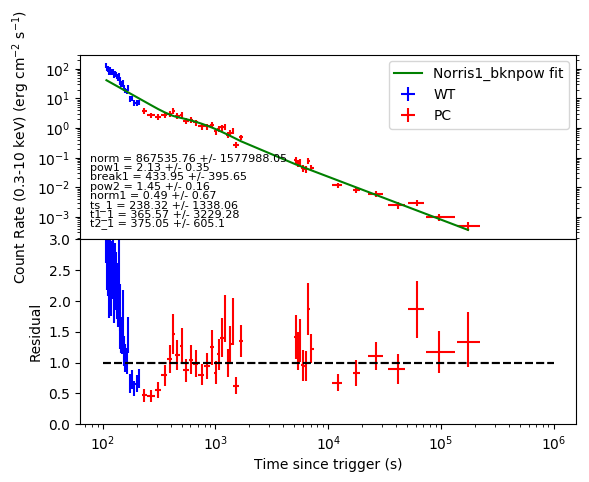 Count Rate (0.3-10 keV) (erg cm⁻² s⁻¹)
10²
10¹
10⁰
10⁻¹
10⁻²
10⁻³
Norris1_bknpow fit
WT
PC
norm = 867535.76 +/- 1577988.05
pow1 = 2.13 +/- 0.35
break1 = 433.95 +/- 395.65
pow2 = 1.45 +/- 0.16
norm1 = 0.49 +/- 0.67
ts_1 = 238.32 +/- 1338.06
t1_1 = 365.57 +/- 3229.28
t2_1 = 375.05 +/- 605.1
Residual
3.0
2.5
2.0
1.5
1.0
0.5
0.0
10² 10³ 10⁴ 10⁵ 10⁶
Time since trigger (s)